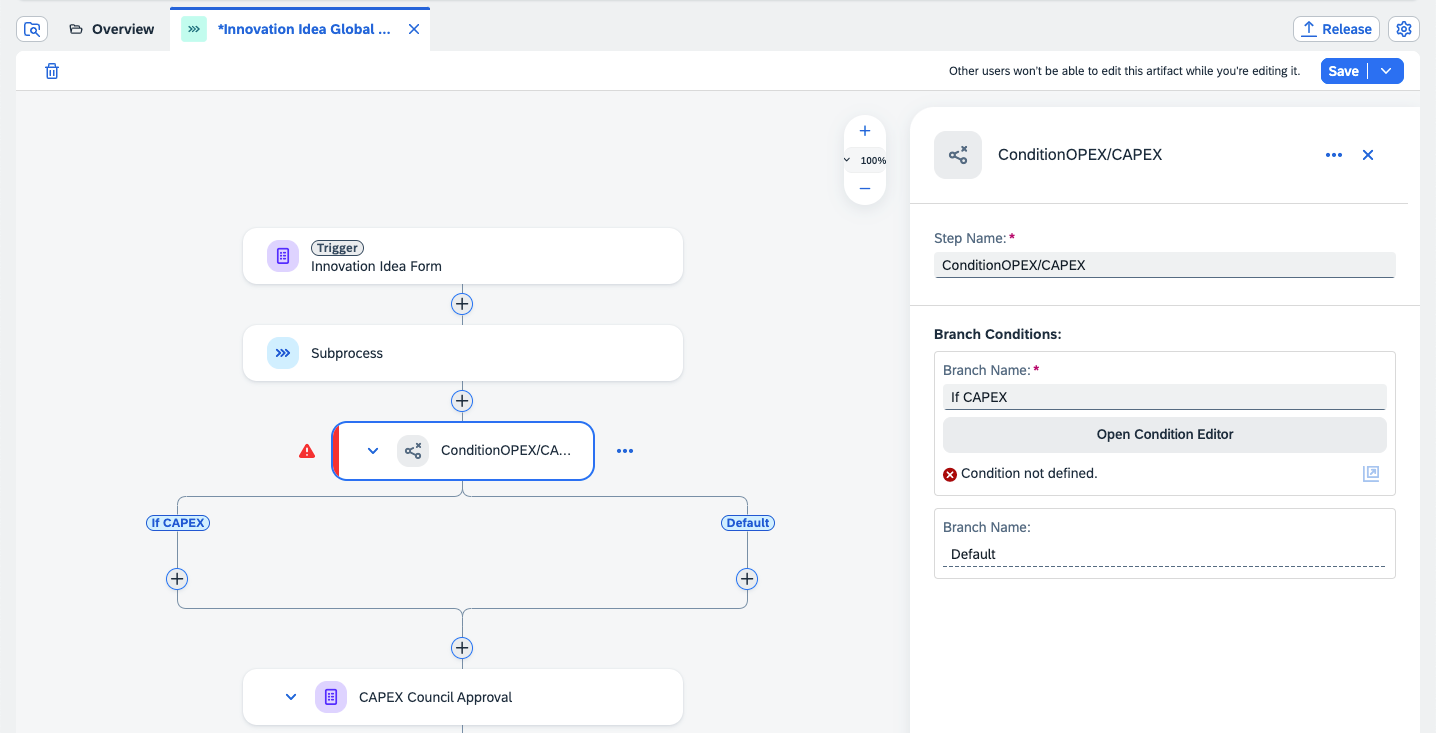 Overview
*Innovation Idea Global ...
Release
Other users won't be able to edit this artifact while you're editing it.
Save
100%
Trigger
Innovation Idea Form
Subprocess
ConditionOPEX/CA...
If CAPEX
Default
CAPEX Council Approval
ConditionOPEX/CAPEX
Step Name:*
ConditionOPEX/CAPEX
Branch Conditions:
Branch Name:*
If CAPEX
Open Condition Editor
Condition not defined.
Branch Name:
Default